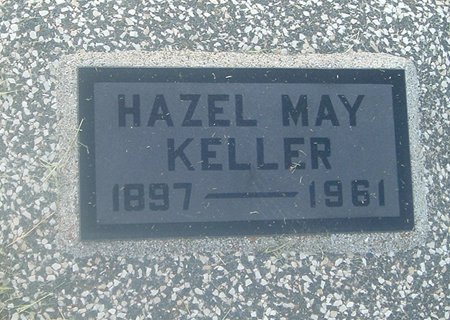 HAZEL MAY
KELLER
1897 — 1961